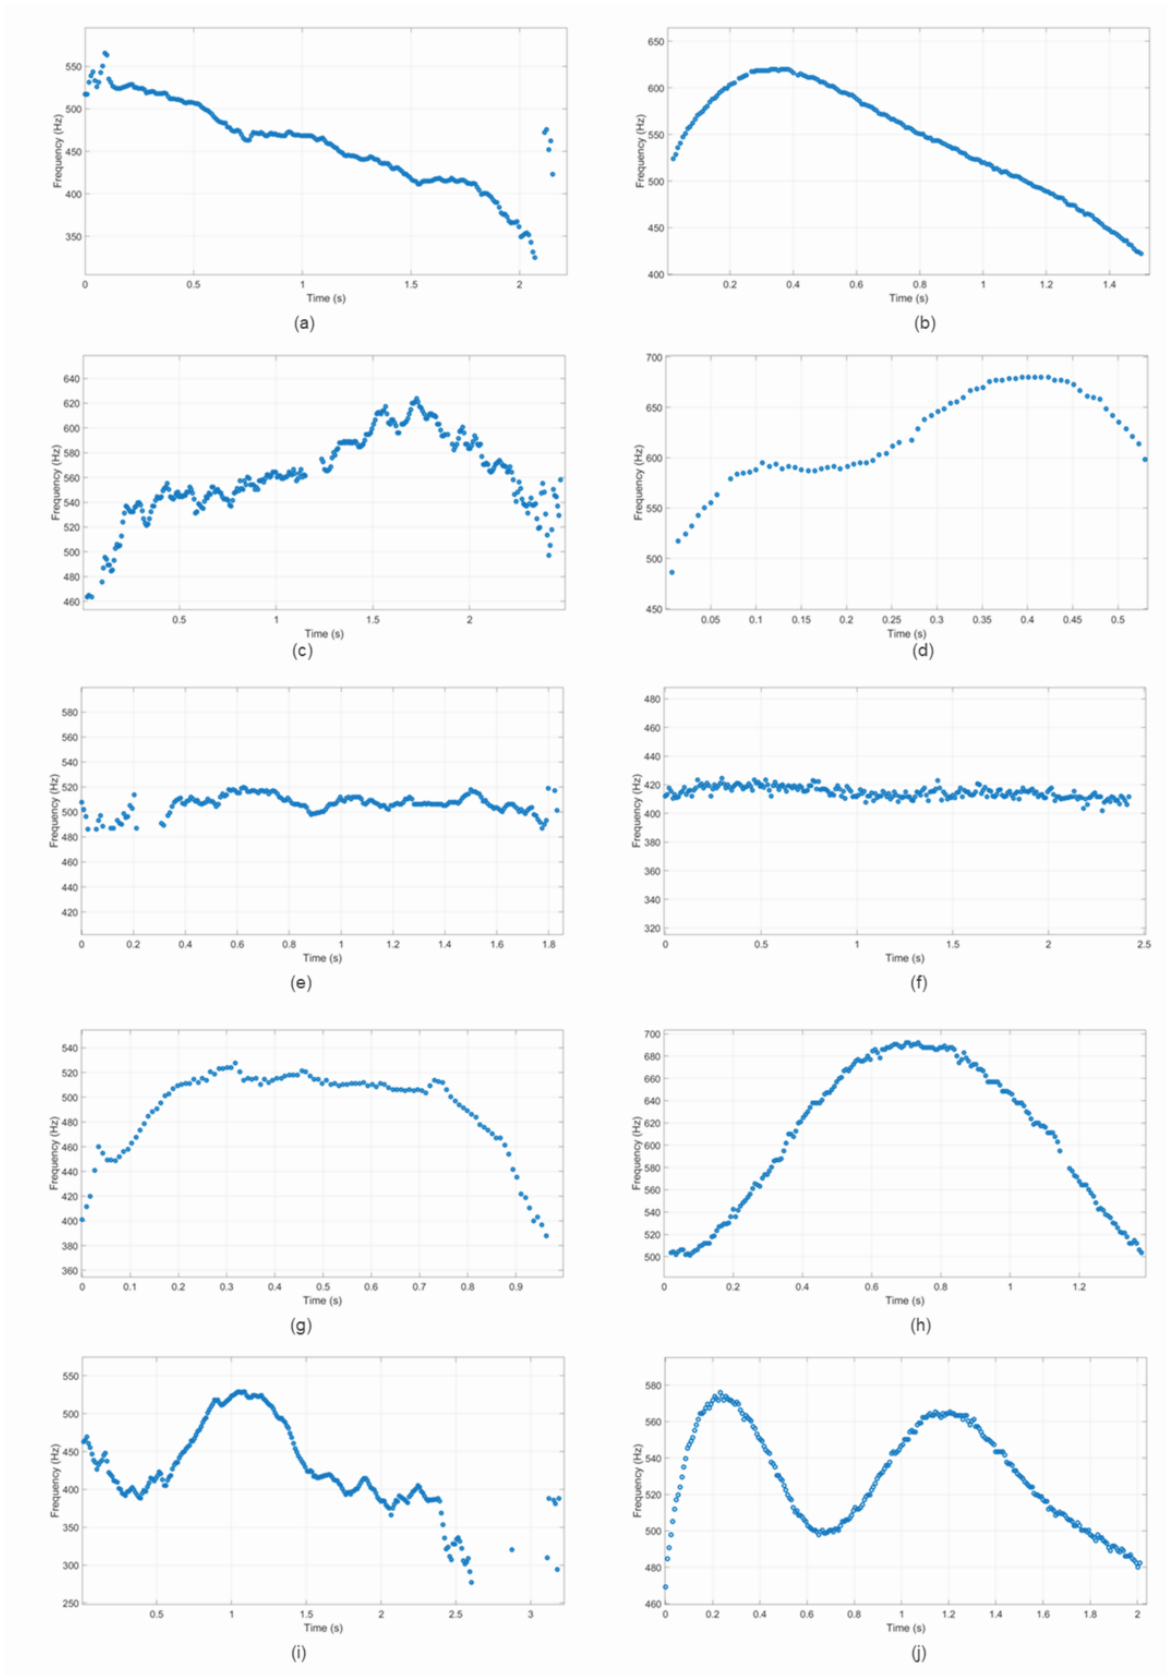 550
500
450
400
350
Frequency (Hz)
0 0.5 1 1.5 2
Time (s)
(a)
650
600
550
500
450
400
Frequency (Hz)
0.2 0.4 0.6 0.8 1 1.2 1.4
Time (s)
(b)
640
620
600
580
560
540
520
500
480
460
Frequency (Hz)
0.5 1 1.5 2
Time (s)
(c)
700
650
600
550
500
450
Frequency (Hz)
0.05 0.1 0.15 0.2 0.25 0.3 0.35 0.4 0.45 0.5
Time (s)
(d)
580
560
540
520
500
480
460
440
420
Frequency (Hz)
0 0.2 0.4 0.6 0.8 1 1.2 1.4 1.6 1.8
Time (s)
(e)
480
460
440
420
400
380
360
340
320
Frequency (Hz)
0 0.5 1 1.5 2 2.5
Time (s)
(f)
540
520
500
480
460
440
420
400
380
360
Frequency (Hz)
0 0.1 0.2 0.3 0.4 0.5 0.6 0.7 0.8 0.9
Time (s)
(g)
700
680
660
640
620
600
580
560
540
520
500
Frequency (Hz)
0 0.2 0.4 0.6 0.8 1 1.2
Time (s)
(h)
550
500
450
400
350
300
250
Frequency (Hz)
0.5 1 1.5 2 2.5 3
Time (s)
(i)
580
560
540
520
500
480
460
Frequency (Hz)
0 0.2 0.4 0.6 0.8 1 1.2 1.4 1.6 1.8 2
Time (s)
(j)